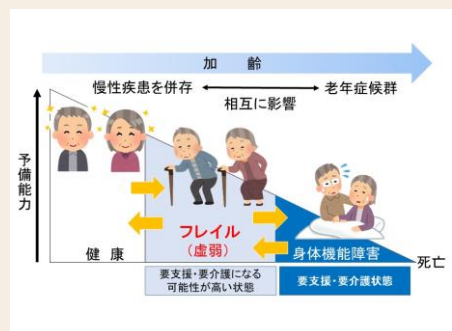 加 齢
慢性疾患を併存
老年症候群
相互に影響
予備能力
フレイル
(虚弱)
健 康
身体機能障害
死亡
要支援・要介護になる
可能性が高い状態
要支援・要介護状態